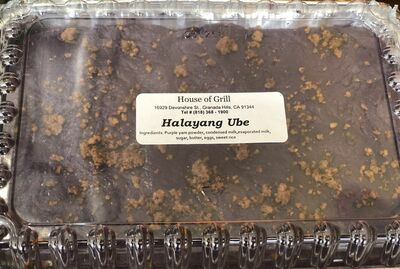 House of Grill
16929 Devonshire St., Granada Hills, CA 91344
Tel # (818) 368 - 1900
Halayang Ube
Ingredients: Purple yam powder, condensed milk,evaporated milk,
sugar, butter, eggs, sweet rice